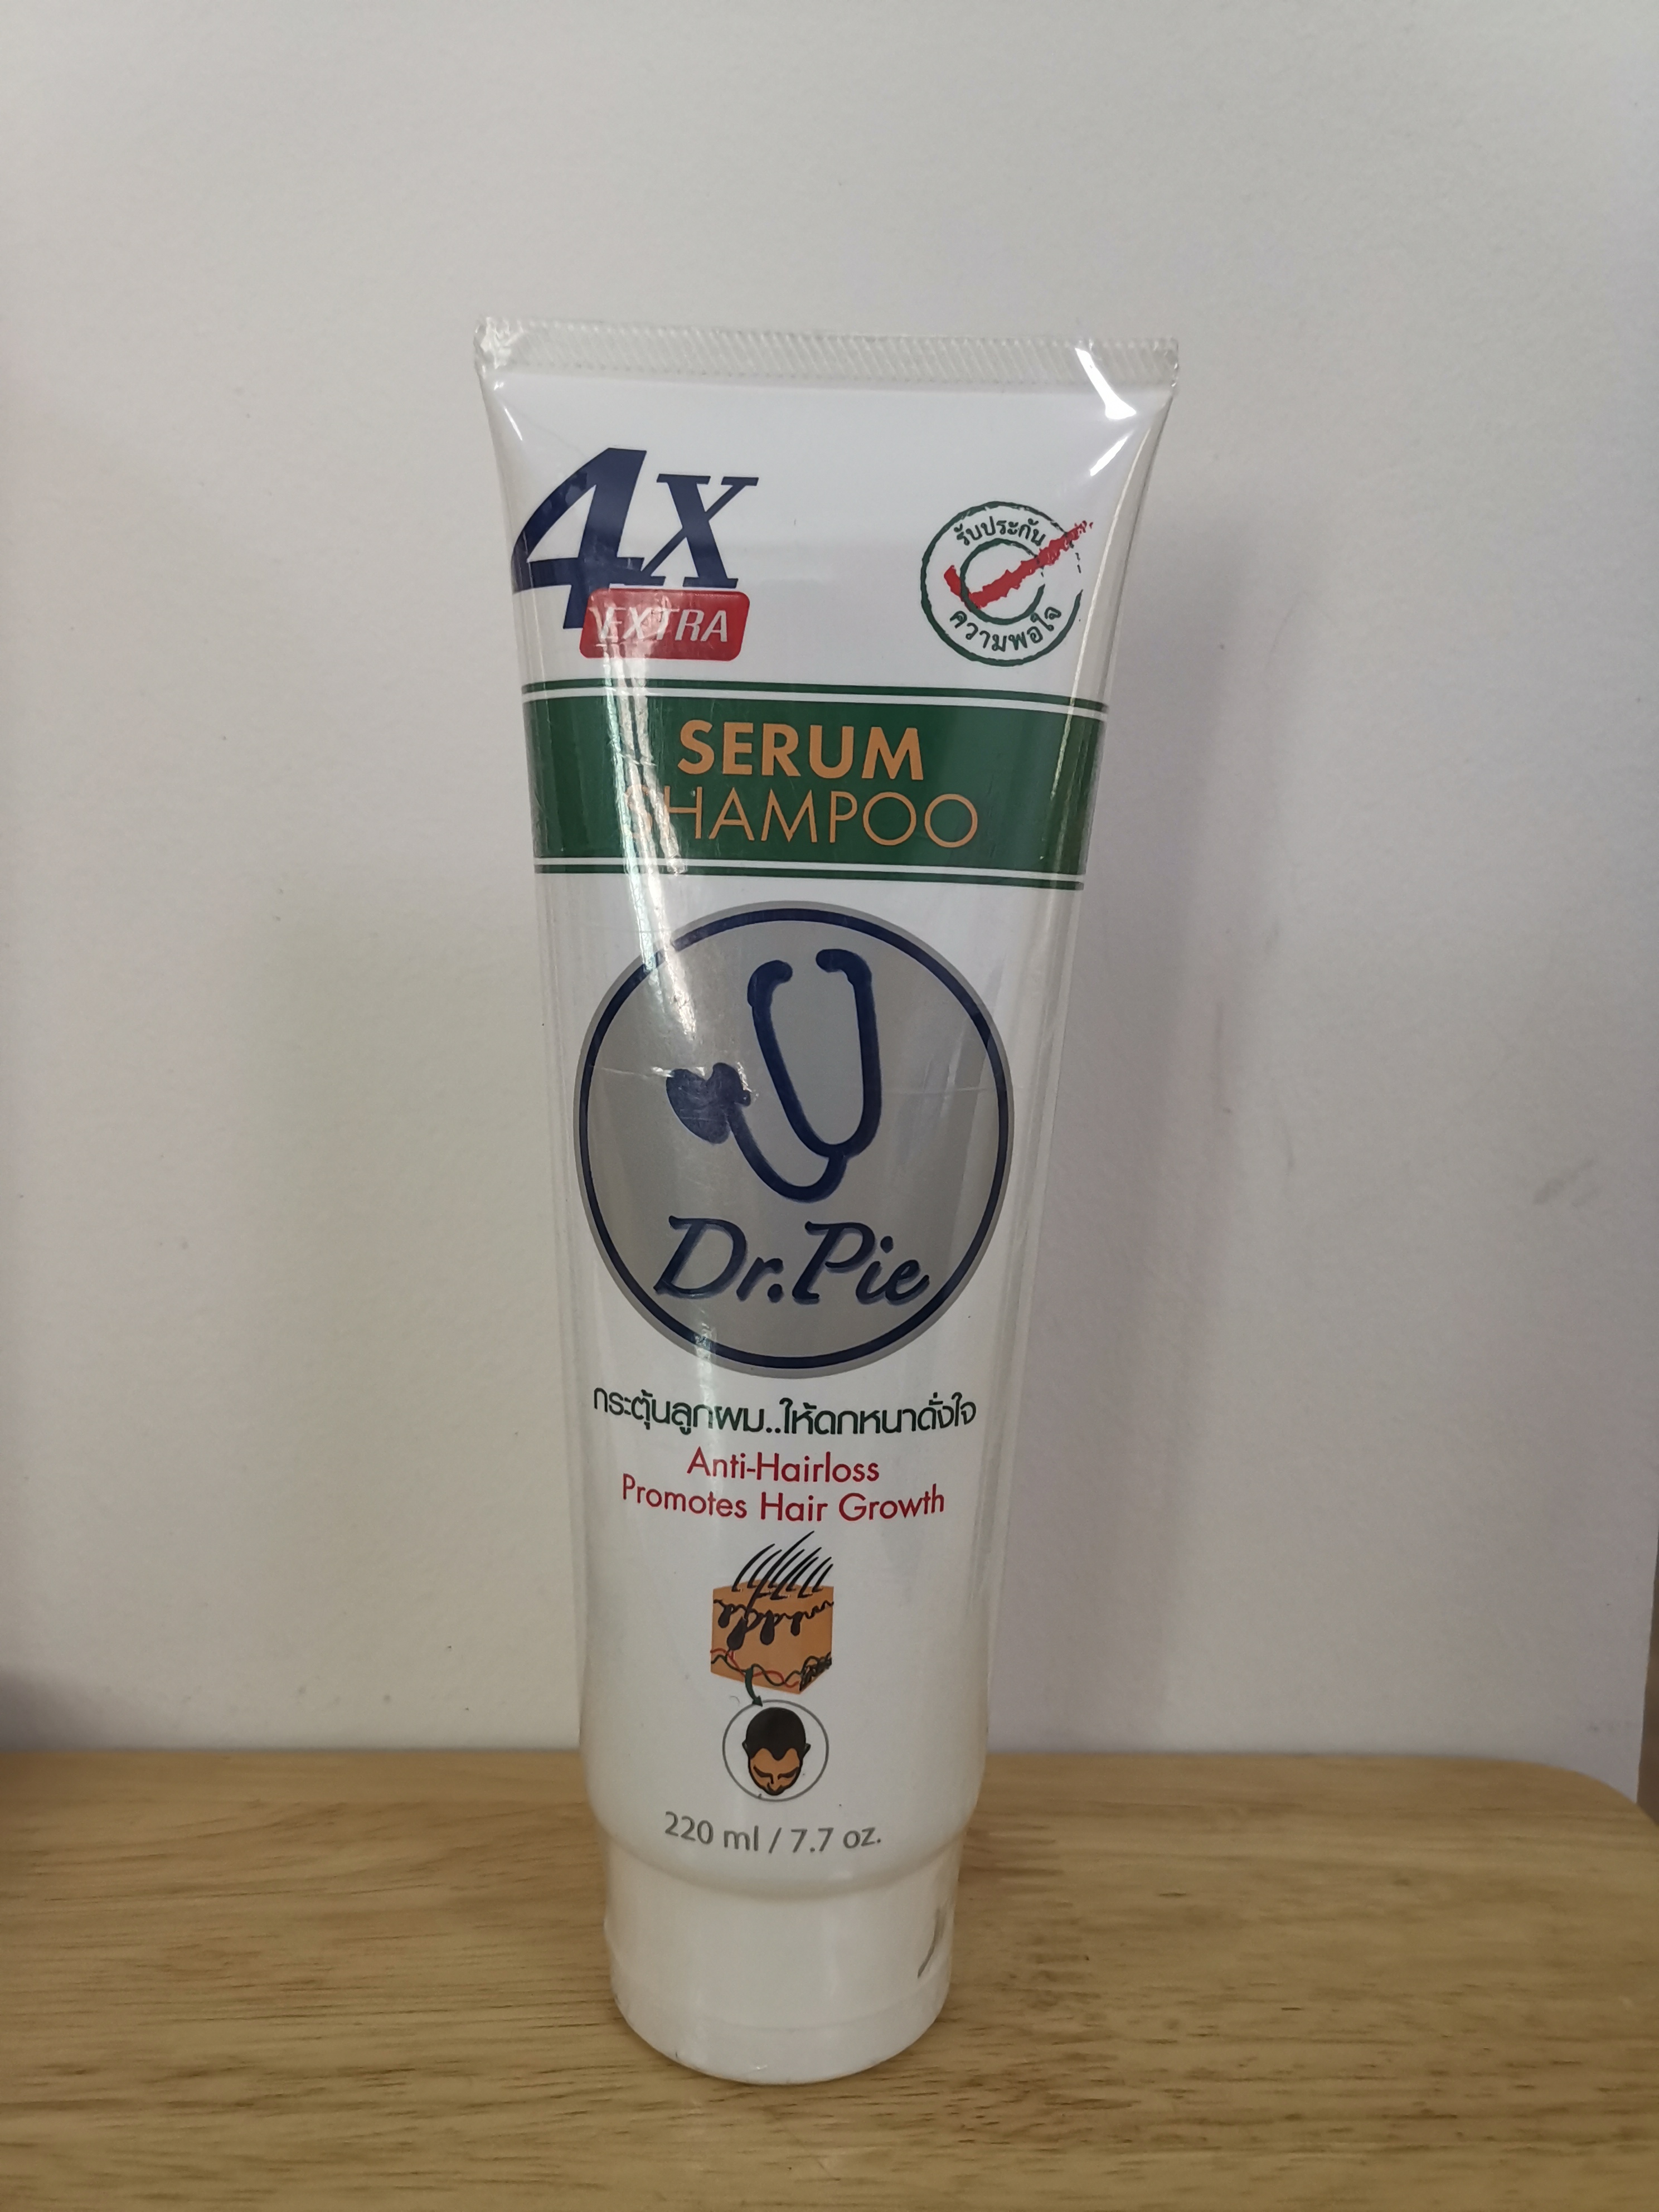 4X
EXTRA
รับประกัน
ความพอใจ
SERUM
SHAMPOO
Dr.Pie
กระตุ้นลูกผม..ให้ดกหนาดั่งใจ
Anti-Hairloss
Promotes Hair Growth
220 ml / 7.7 oz.